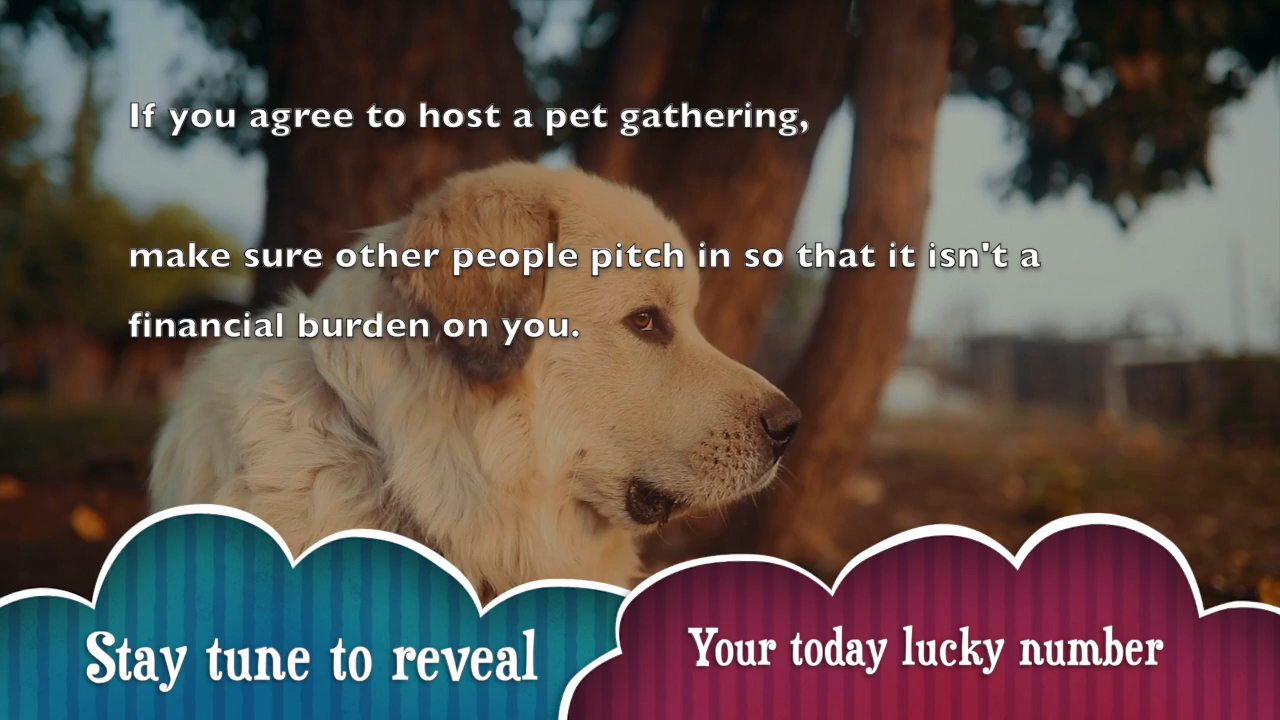 If you agree to host a pet gathering,
make sure other people pitch in so that it isn't a
financial burden on you.
Stay tune to reveal
Your today lucky number